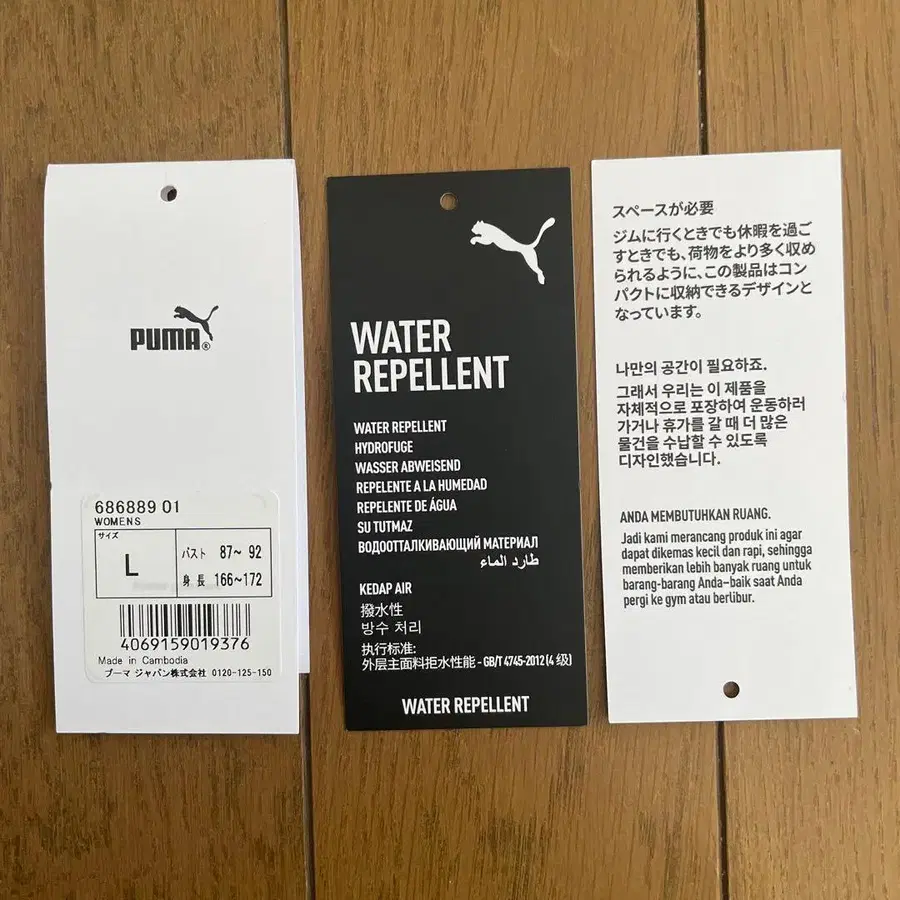 PUMA®
686889 01
WOMENS
サイズ
L
バスト 87~ 92
身長 166~172
4069159019376
Made in Cambodia
プーマ ジャパン株式会社 0120-125-150
WATER
REPELLENT
WATER REPELLENT
HYDROFUGE
WASSER ABWEISEND
REPELENTE A LA HUMEDAD
REPELENTE DE ÁGUA
SU TUTMAZ
ВОДООТТАЛКИВАЮЩИЙ МАТЕРИАЛ
طارد الماء
KEDAP AIR
撥水性
방수 처리
执行标准:
外层主面料拒水性能 - GB/T 4745-2012 (4 级)
WATER REPELLENT
スペースが必要
ジムに行くときでも休暇を過ご
すときでも、荷物をより多く収め
られるように、この製品はコン
パクトに収納できるデザインと
なっています。
나만의 공간이 필요하죠.
그래서 우리는 이 제품을
자체적으로 포장하여 운동하러
가거나 휴가를 갈 때 더 많은
물건을 수납할 수 있도록
디자인했습니다.
ANDA MEMBUTUHKAN RUANG.
Jadi kami merancang produk ini agar
dapat dikemas kecil dan rapi, sehingga
memberikan lebih banyak ruang untuk
barang-barang Anda–baik saat Anda
pergi ke gym atau berlibur.